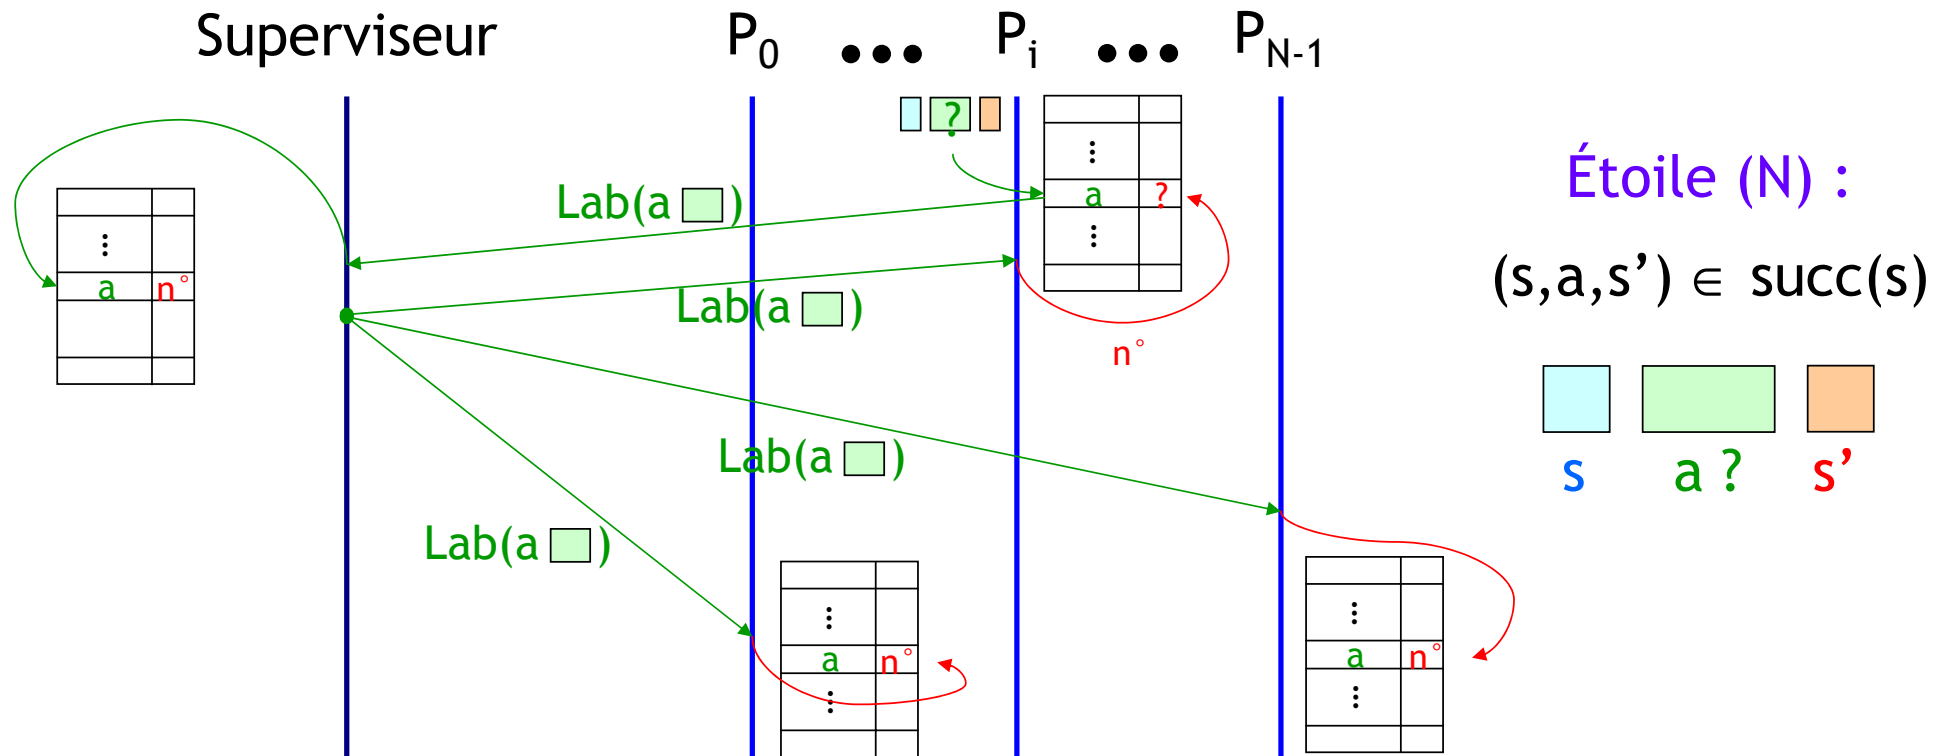 Superviseur P0 ••• Pi ••• PN-1
?
Étoile (N) :
Lab(a )
a ?
(s,a,s’) ∈ succ(s)
a n°
Lab(a )
n°
Lab(a )
s a ? s’
Lab(a )
a n°
a n°